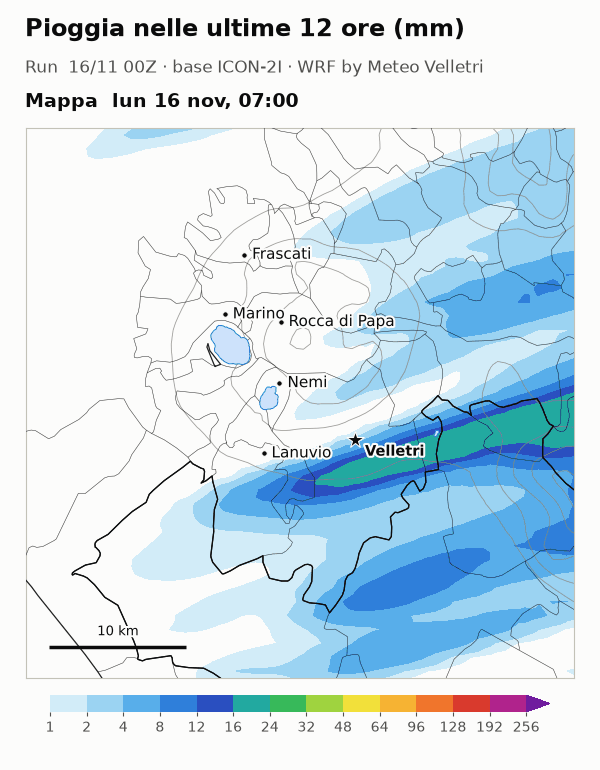 Pioggia nelle ultime 12 ore (mm)
Run  16/11 00Z · base ICON-2I · WRF by Meteo Velletri
Mappa  lun 16 nov, 07:00
Frascati
Marino
Rocca di Papa
Nemi
Velletri
Lanuvio
10 km
1 2 4 8 12 16 24 32 48 64 96 128 192 256